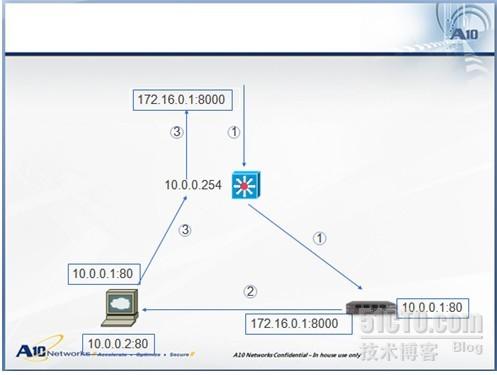 A10
172.16.0.1:8000
③
①
10.0.0.254
③
①
10.0.0.1:80
②
10.0.0.1:80
172.16.0.1:8000
10.0.0.2:80
51CTO.com
技术博客 Blog
A10 Networks // Accelerate • Optimize • Secure //
A10 Networks Confidential - In house use only